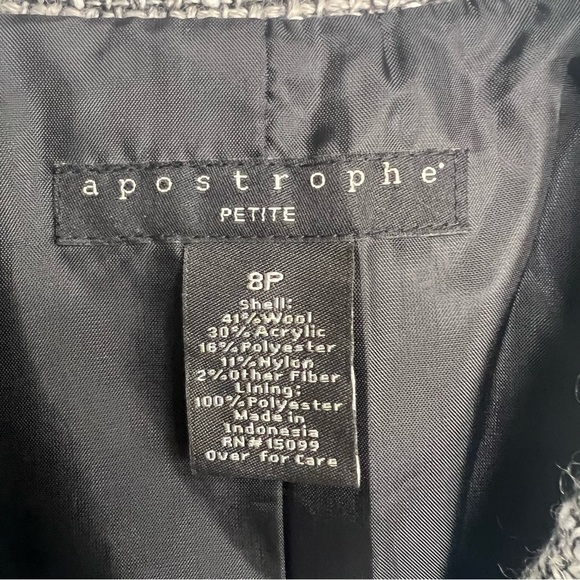 apostrophe
PETITE
8P
Shell:
41%Wool
30%Acrylic
16%Polyester
11%Nylon
2%Other Fiber
Lining:
100%Polyester
Made in
Indonesia
RN#15099
Over for Care